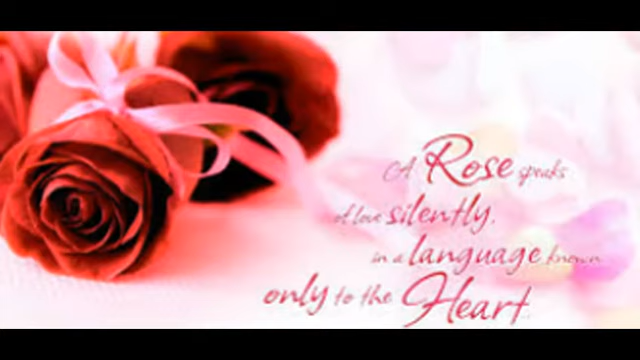 A Rose speaks
of love silently,
in a language known
only to the Heart.